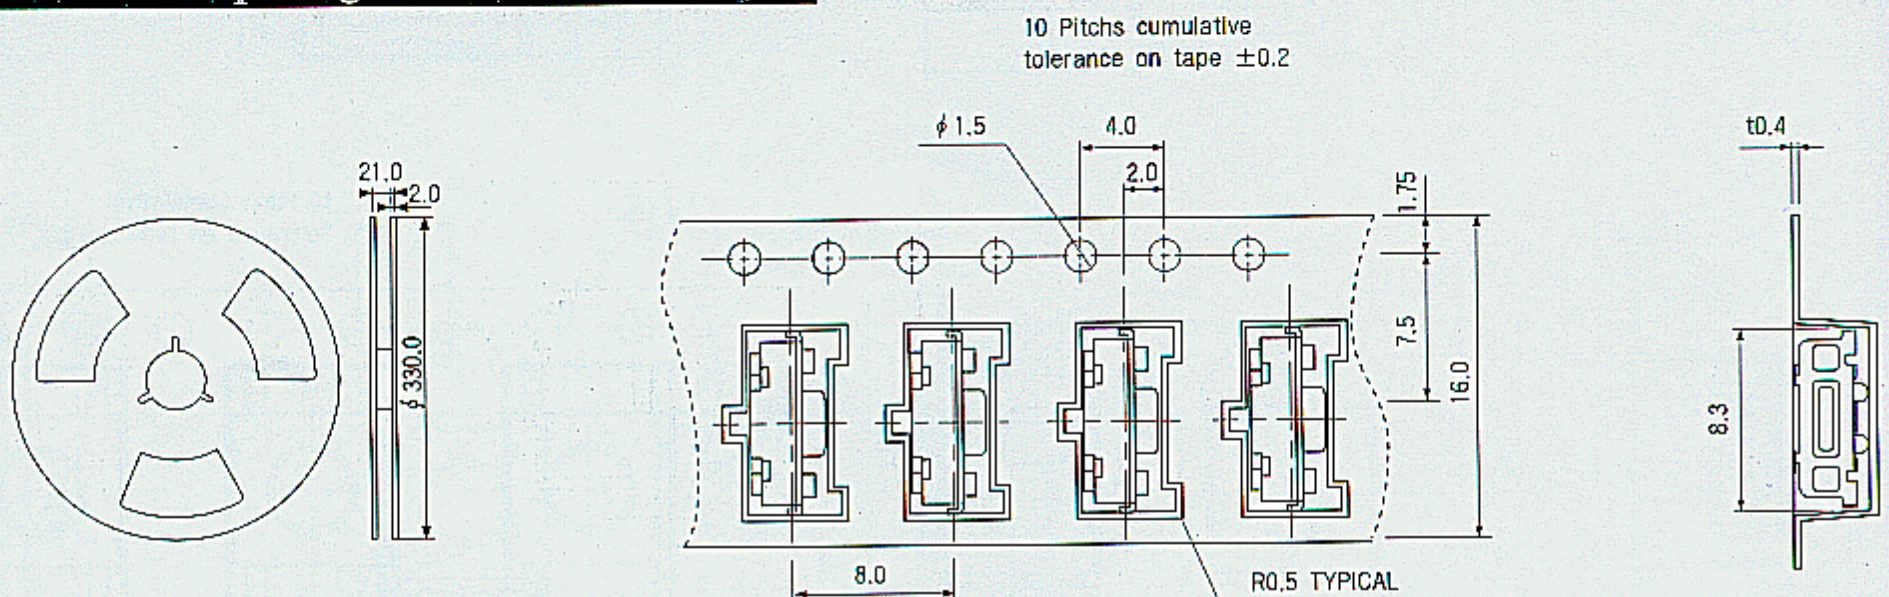 10 Pitchs cumulative
tolerance on tape ±0.2
ϕ1.5
4.0
t0.4
21.0
2.0
2.0
1.75
ϕ330.0
7.5
16.0
8.3
8.0
R0.5 TYPICAL